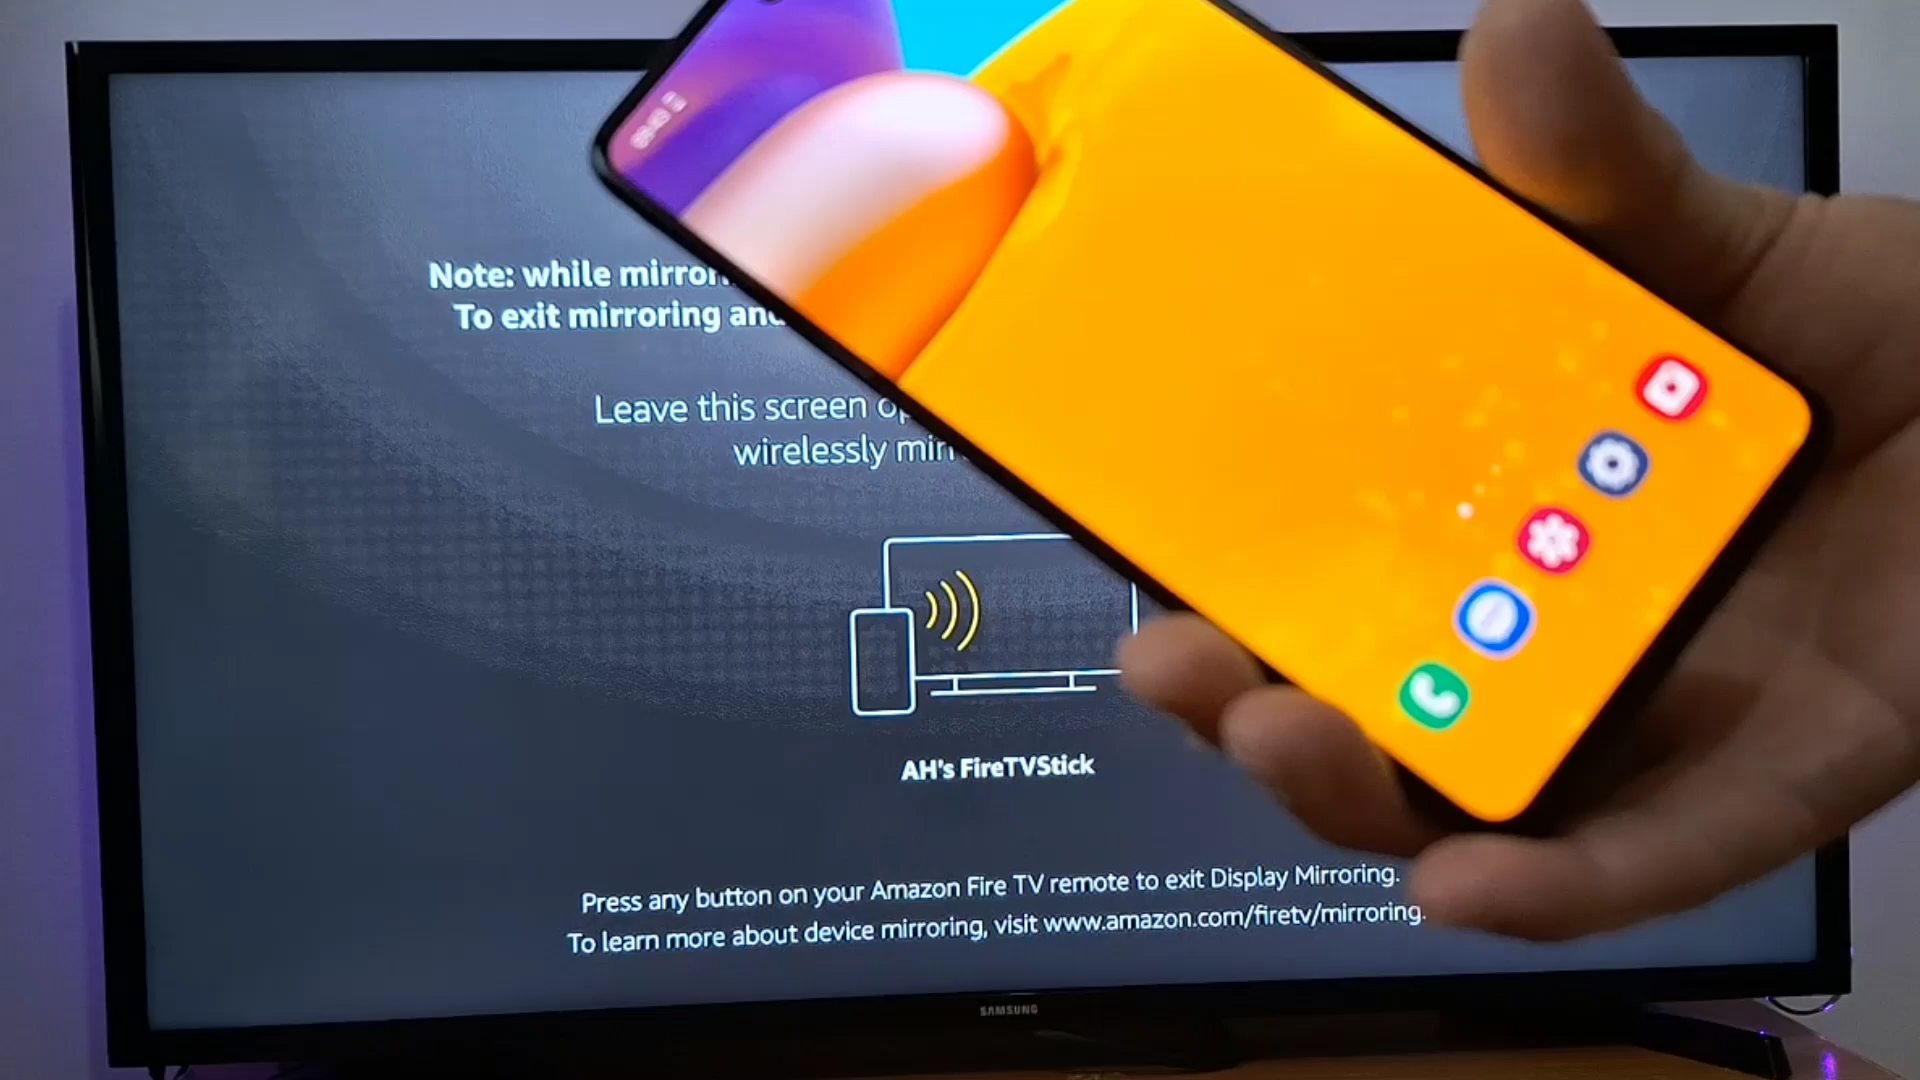 Note: while mirror
To exit mirroring and
Leave this screen op
wirelessly mirr
AH's FireTVStick
Press any button on your Amazon Fire TV remote to exit Display Mirroring.
To learn more about device mirroring, visit www.amazon.com/firetv/mirroring.
SAMSUNG